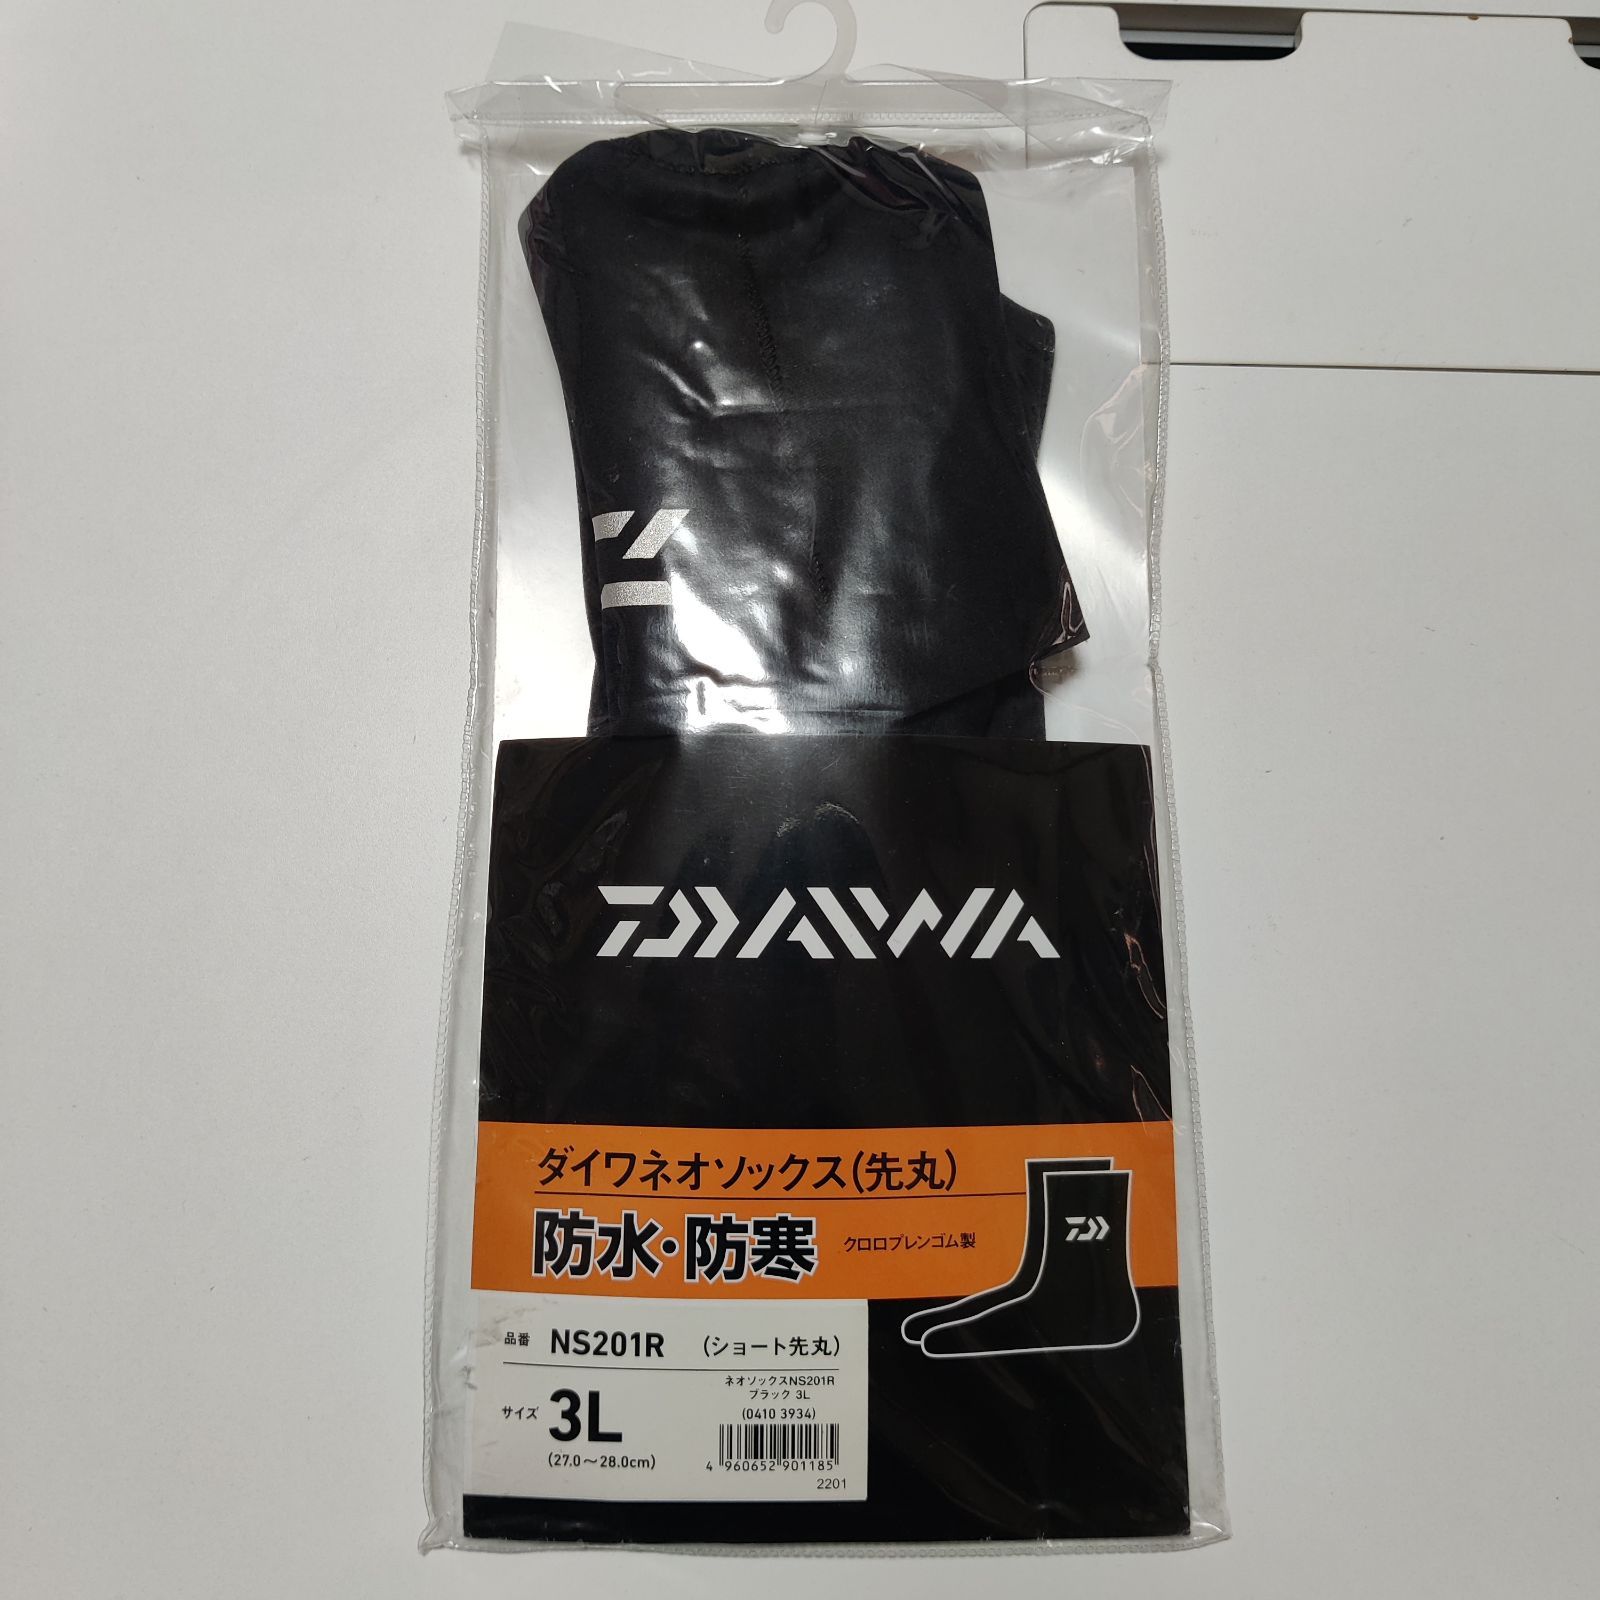 DAIWA
ダイワネオソックス(先丸)
防水・防寒 クロロプレンゴム製
品番 NS201R (ショート先丸)
ネオソックスNS201R
ブラック 3L
(0410 3934)
サイズ 3L
(27.0〜28.0cm)
4 960652 901185
2201